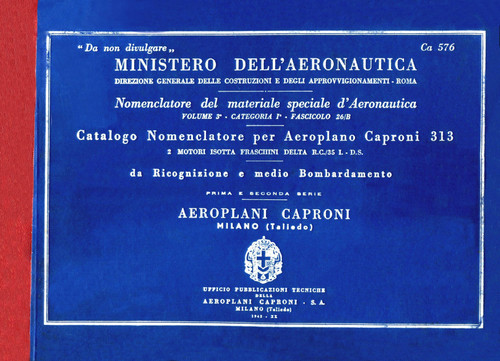 "Da non divulgare„
Ca 576
MINISTERO DELL'AERONAUTICA
DIREZIONE GENERALE DELLE COSTRUZIONI E DEGLI APPROVVIGIONAMENTI - ROMA
Nomenclatore del materiale speciale d'Aeronautica
VOLUME 3° - CATEGORIA Iª - FASCICOLO 26/B
Catalogo Nomenclatore per Aeroplano Caproni 313
2 MOTORI ISOTTA FRASCHINI DELTA R.C./35 I. - D.S.
da Ricognizione e medio Bombardamento
PRIMA E SECONDA SERIE
AEROPLANI CAPRONI
MILANO (Taliedo)
UFFICIO PUBBLICAZIONI TECNICHE
DELLA
AEROPLANI CAPRONI - S.A.
MILANO (Taliedo)